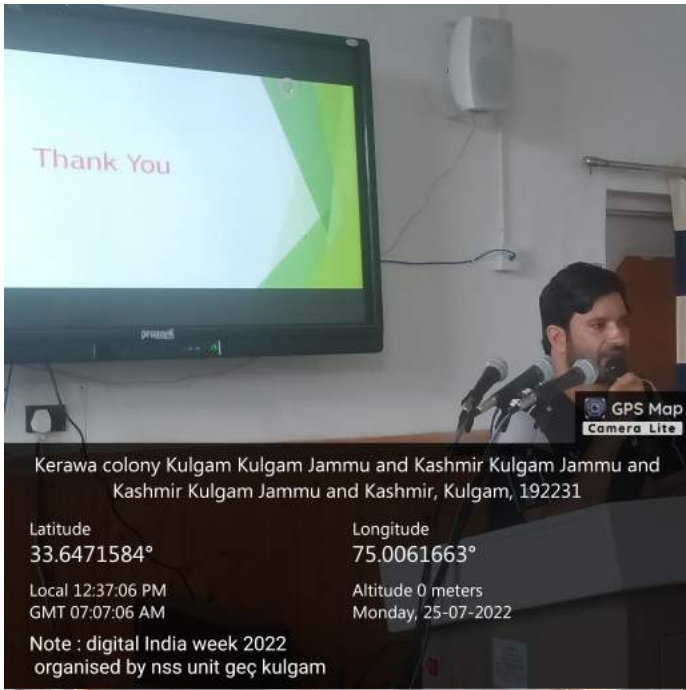 Thank You
GPS Map
Camera Lite
Kerawa colony Kulgam Kulgam Jammu and Kashmir Kulgam Jammu and
Kashmir Kulgam Jammu and Kashmir, Kulgam, 192231
Latitude
33.6471584°
Longitude
75.0061663°
Local 12:37:06 PM
GMT 07:07:06 AM
Altitude 0 meters
Monday, 25-07-2022
Note : digital India week 2022
organised by nss unit geç kulgam